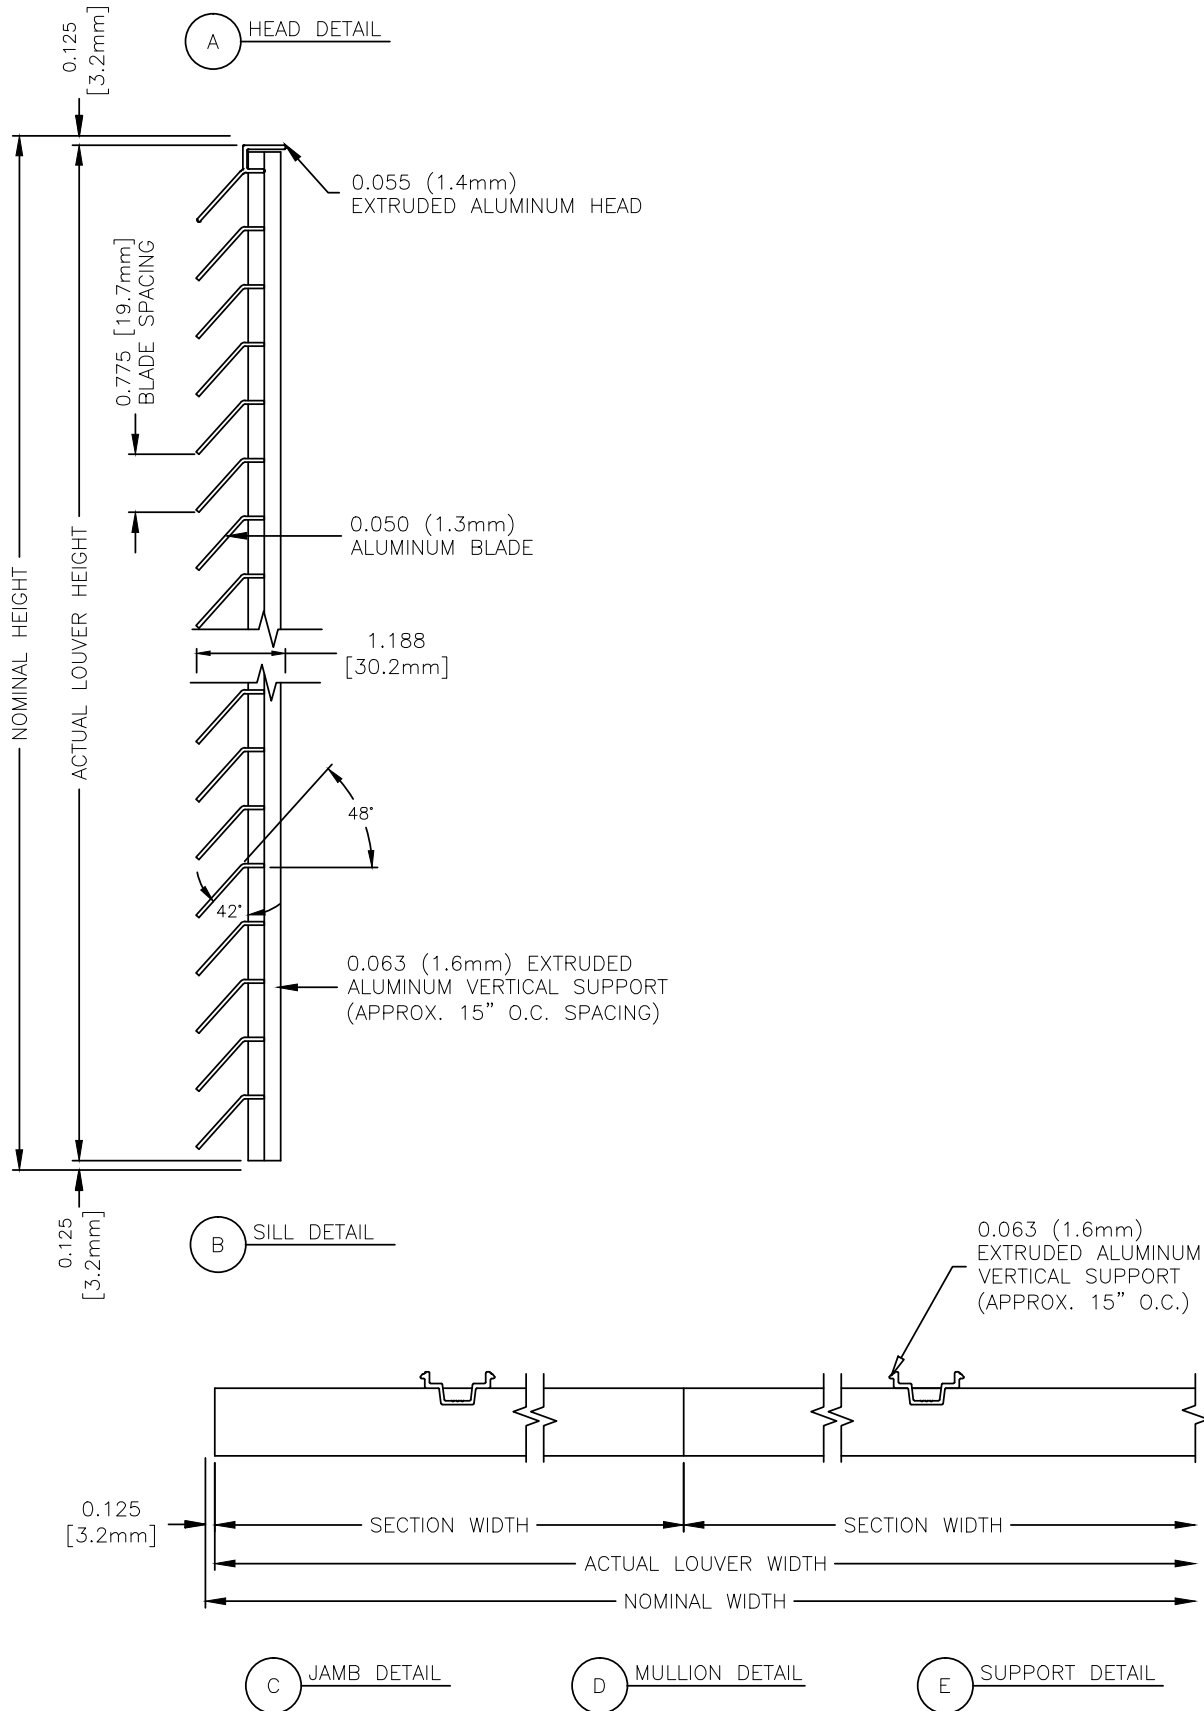 0.125
[3.2mm]
A
HEAD DETAIL
0.055 (1.4mm)
EXTRUDED ALUMINUM HEAD
0.775 [19.7mm]
BLADE SPACING
0.050 (1.3mm)
ALUMINUM BLADE
NOMINAL HEIGHT
ACTUAL LOUVER HEIGHT
1.188
[30.2mm]
48°
42°
0.063 (1.6mm) EXTRUDED
ALUMINUM VERTICAL SUPPORT
(APPROX. 15" O.C. SPACING)
0.125
[3.2mm]
B
SILL DETAIL
0.063 (1.6mm)
EXTRUDED ALUMINUM
VERTICAL SUPPORT
(APPROX. 15" O.C.)
0.125
[3.2mm]
SECTION WIDTH
SECTION WIDTH
ACTUAL LOUVER WIDTH
NOMINAL WIDTH
C
JAMB DETAIL
D
MULLION DETAIL
E
SUPPORT DETAIL